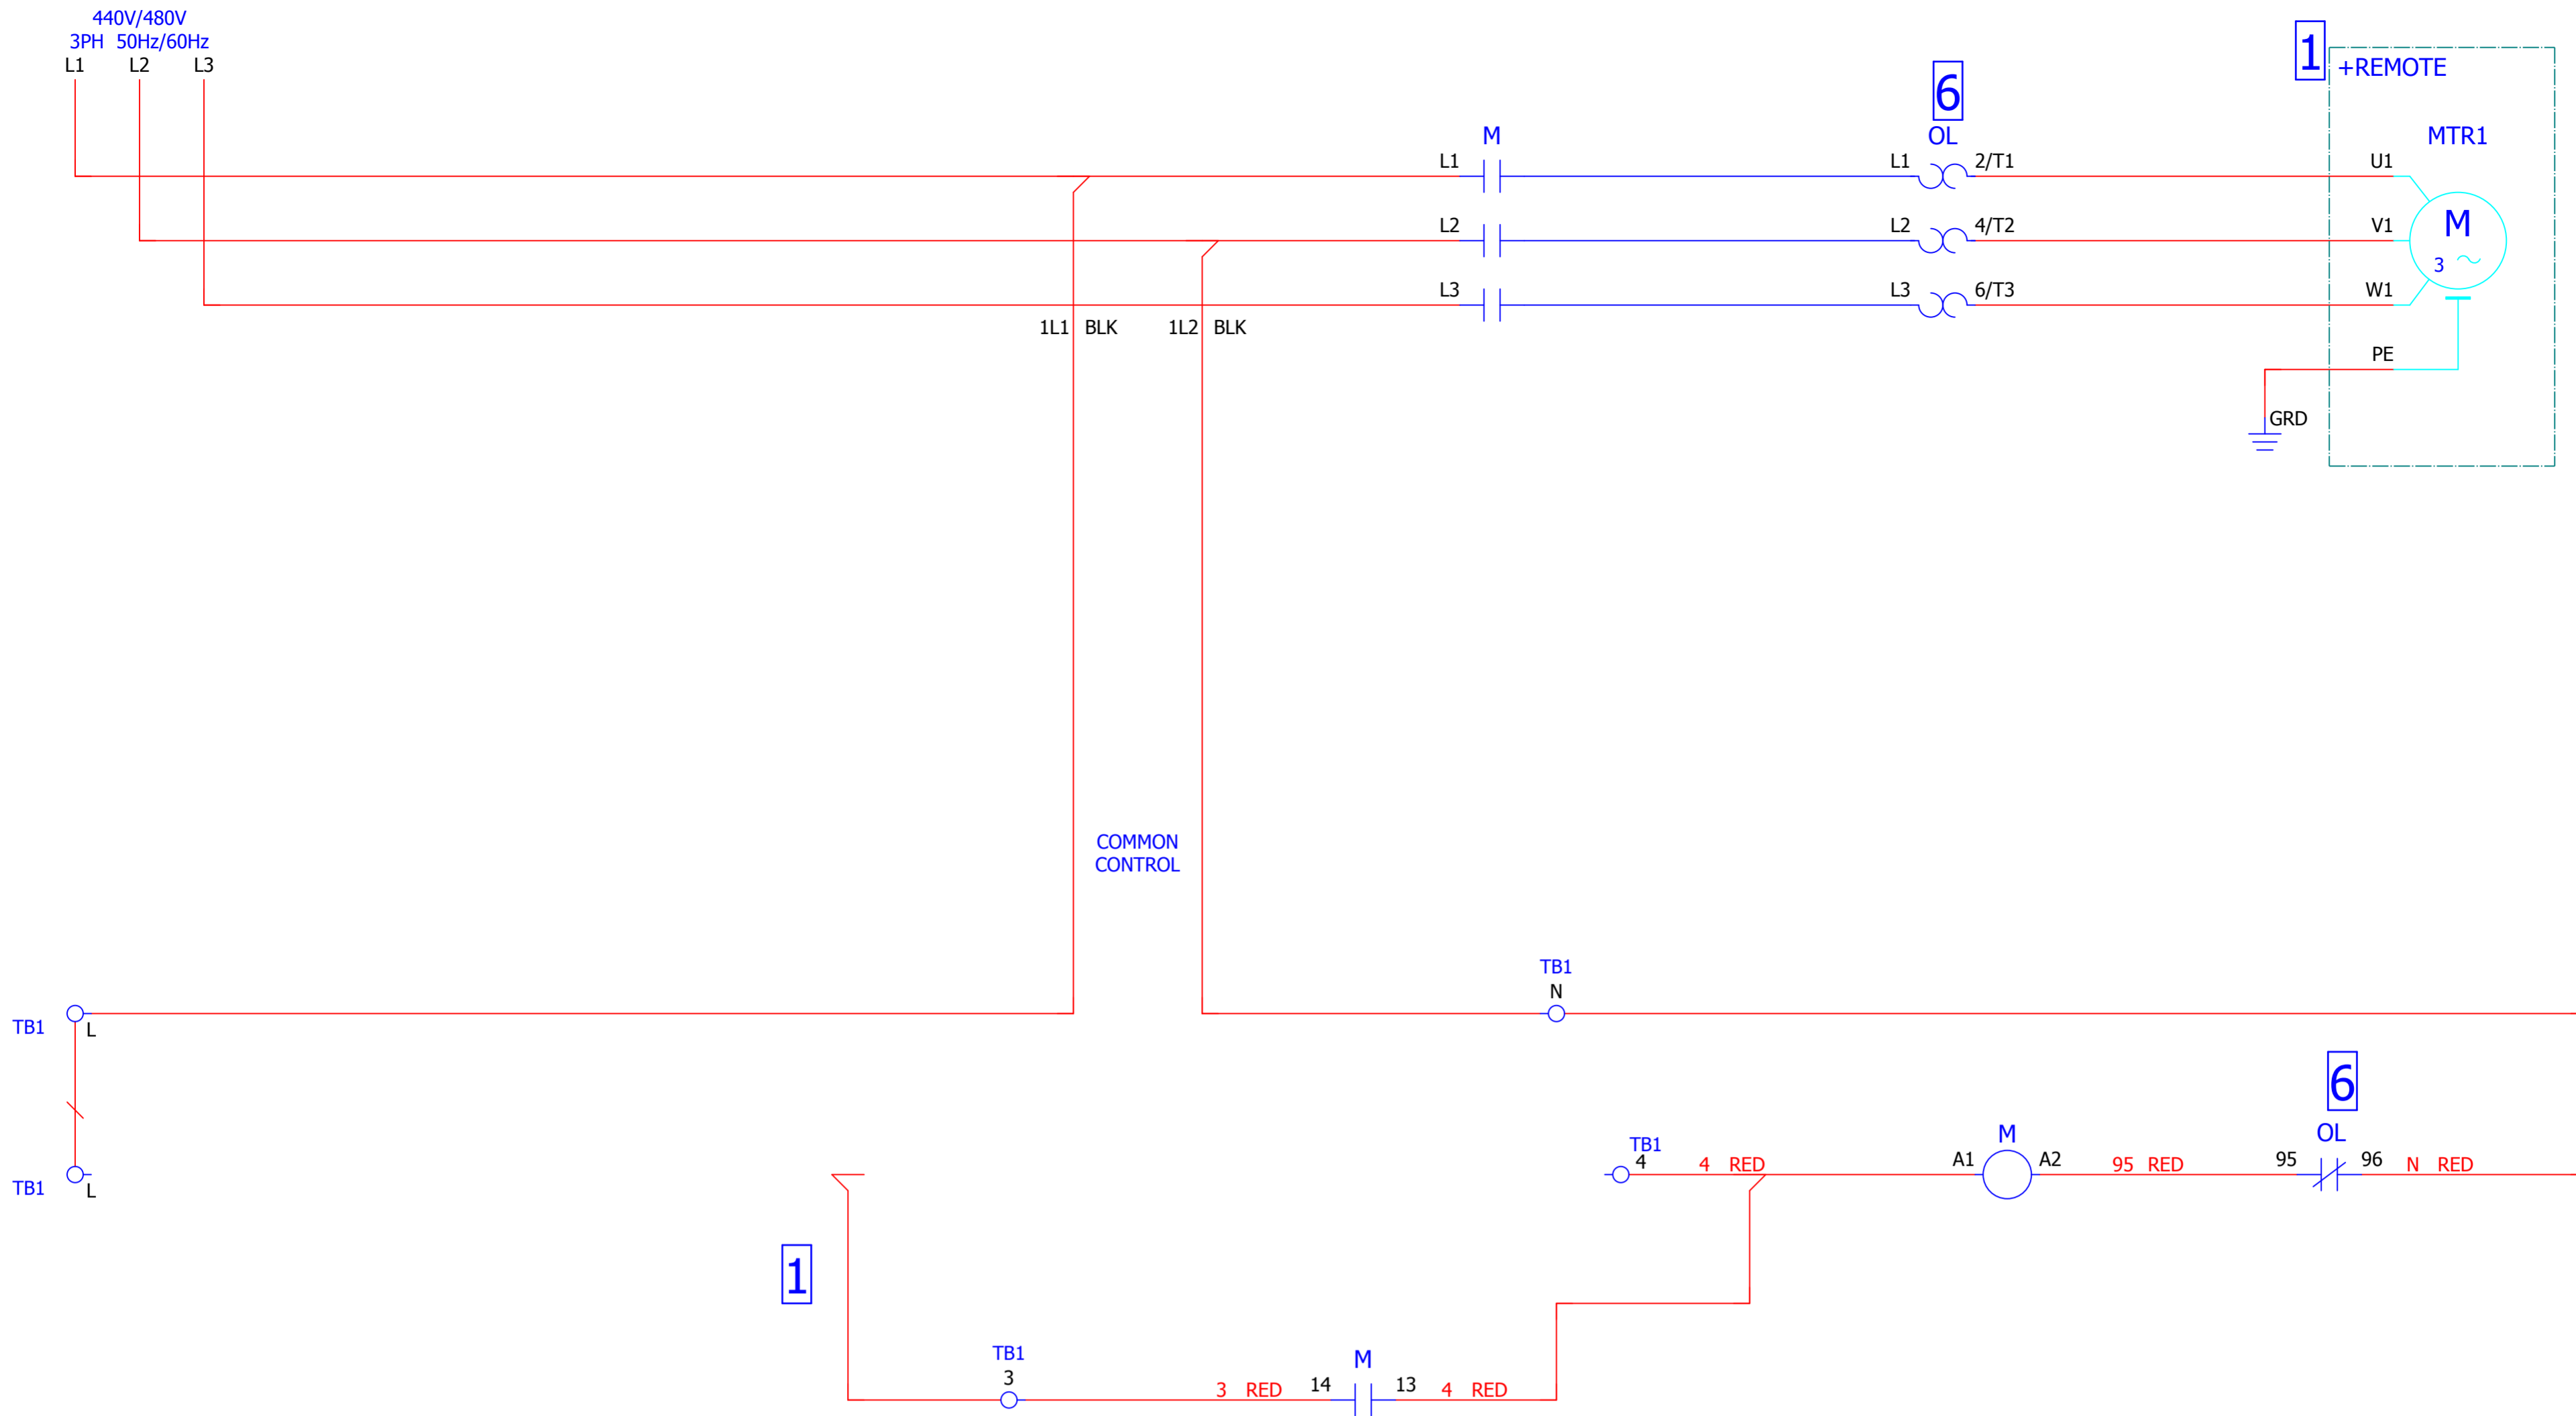 440V/480V
3PH 50Hz/60Hz
L1 L2 L3
1
+REMOTE
6
M OL MTR1
L1 L1 2/T1 U1
M
L2 L2 4/T2 V1
3
L3 L3 6/T3 W1
1L1 BLK 1L2 BLK
PE
GRD
COMMON
CONTROL
TB1
N
TB1
L
6
M OL
TB1
4 4 RED A1 A2 95 RED 95 96 N RED
TB1
L
1
TB1 M
3
3 RED 14 13 4 RED